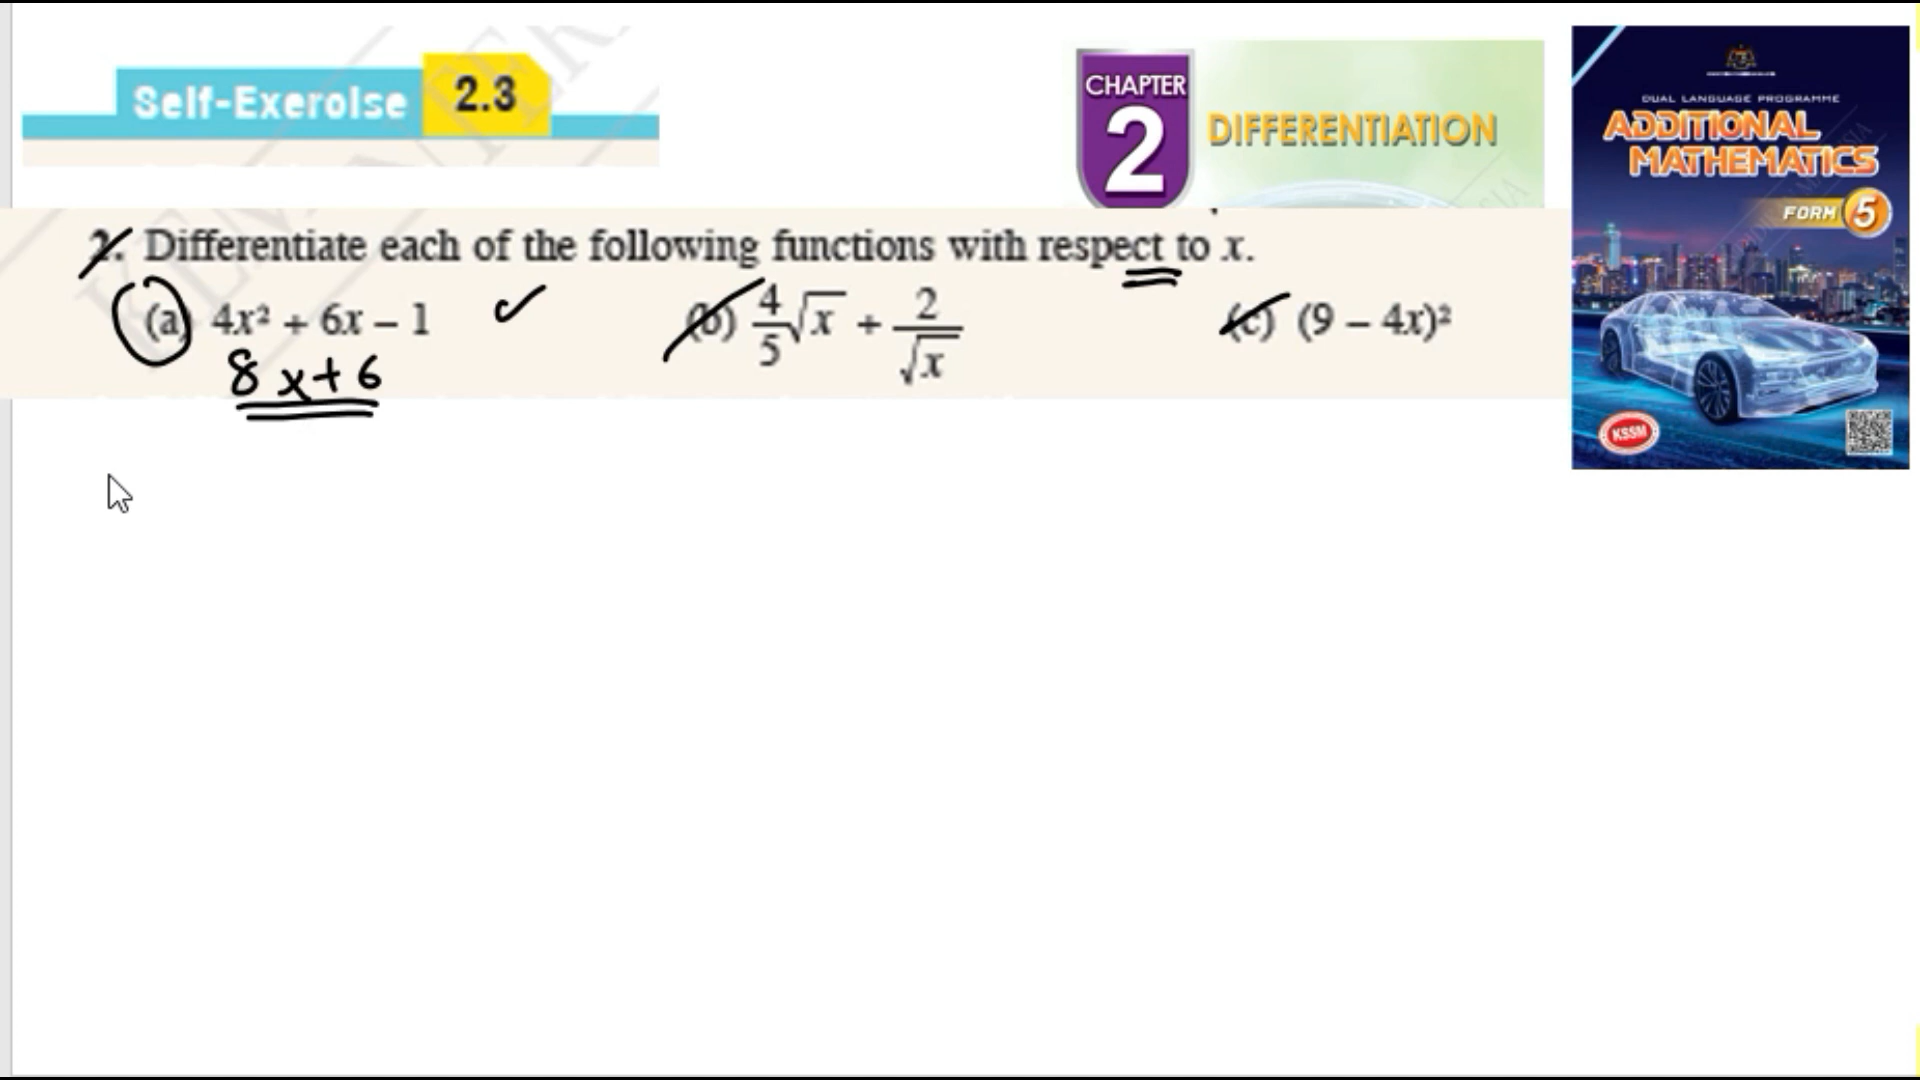 Self-Exercise 2.3
CHAPTER
2
DIFFERENTIATION
DUAL LANGUAGE PROGRAMME
ADDITIONAL
MATHEMATICS
FORM 5
KSSM
2. Differentiate each of the following functions with respect to x.
(a) 4x² + 6x – 1 ✓ (b) 4/5 √x + 2/√x (c) (9 – 4x)²
8x+6